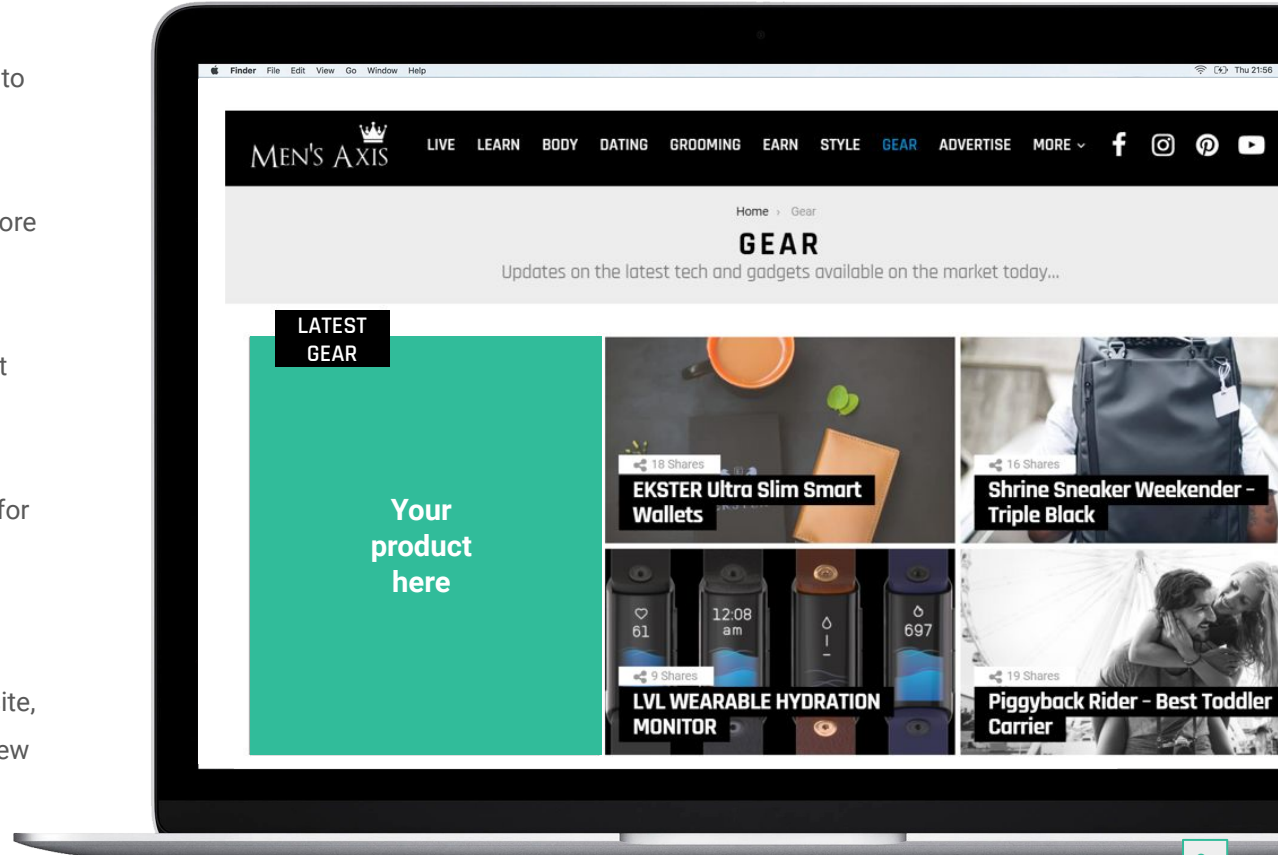 to
ore
t
for
ite,
ew
Finder File Edit View Go Window Help
Thu 21:56
MEN'S AXIS
LIVE LEARN BODY DATING GROOMING EARN STYLE GEAR ADVERTISE MORE
Home › Gear
GEAR
Updates on the latest tech and gadgets available on the market today...
LATEST
GEAR
Your
product
here
18 Shares
EKSTER Ultra Slim Smart
Wallets
16 Shares
Shrine Sneaker Weekender –
Triple Black
61
12:08
am
697
9 Shares
LVL WEARABLE HYDRATION
MONITOR
19 Shares
Piggyback Rider – Best Toddler
Carrier